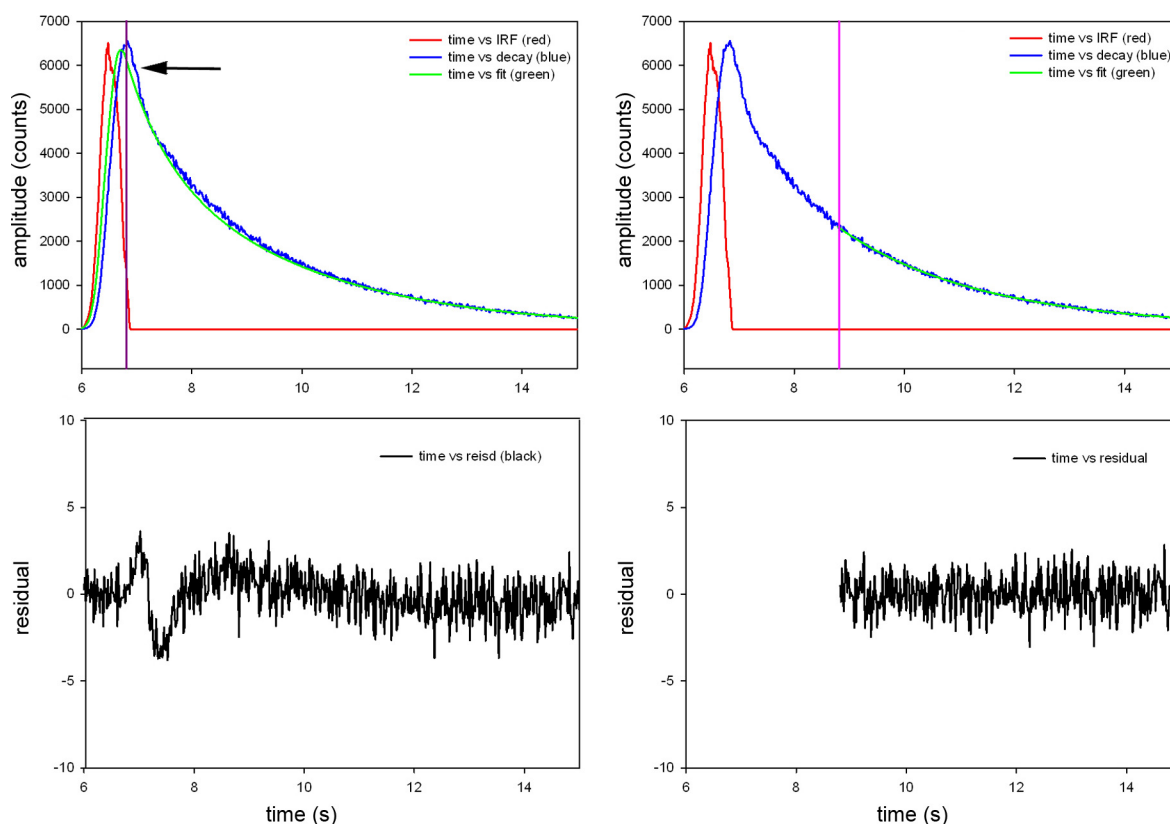 7000
6000
5000
4000
3000
2000
1000
0
amplitude (counts)
time vs IRF (red)
time vs decay (blue)
time vs fit (green)
6 8 10 12 14
7000
6000
5000
4000
3000
2000
1000
0
amplitude (counts)
time vs IRF (red)
time vs decay (blue)
time vs fit (green)
6 8 10 12 14
10
5
0
-5
-10
residual
time vs reisd (black)
6 8 10 12 14
time (s)
10
5
0
-5
-10
residual
time vs residual
6 8 10 12 14
time (s)